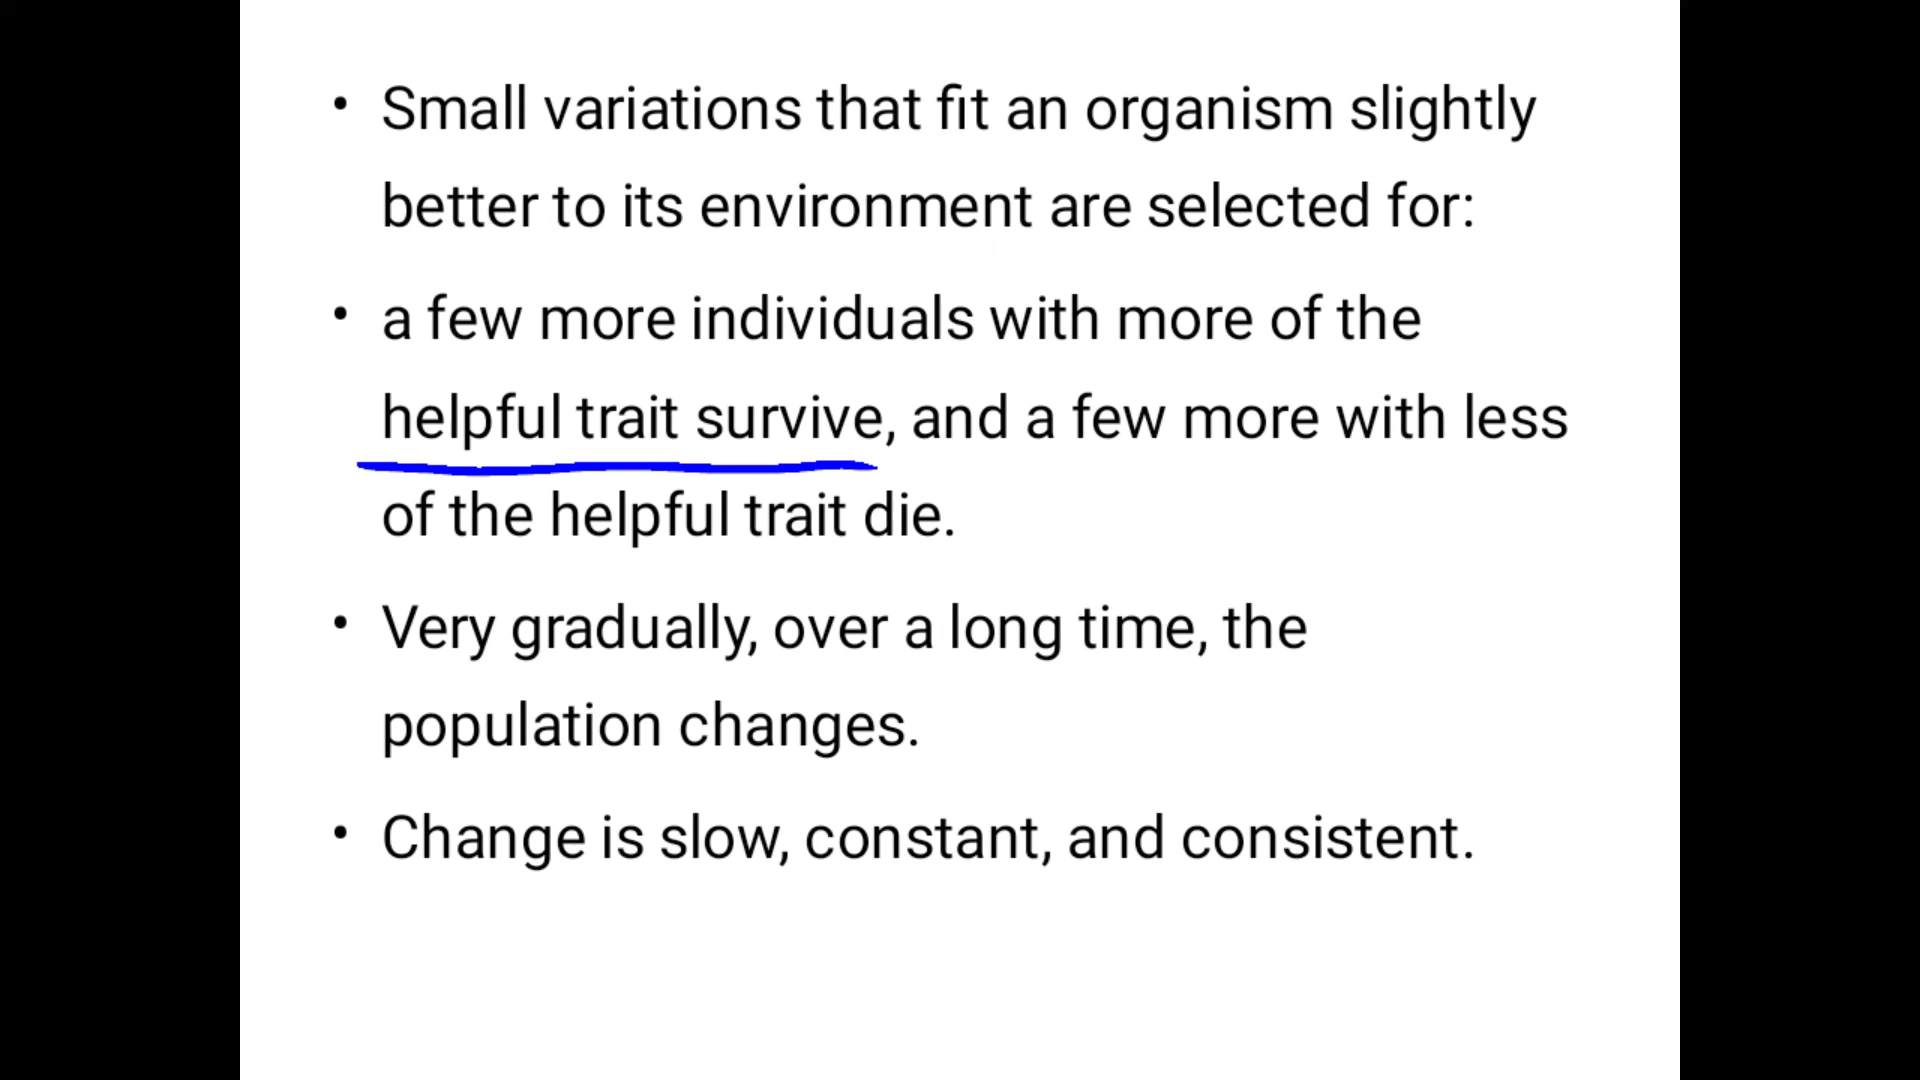 • Small variations that fit an organism slightly
better to its environment are selected for:
• a few more individuals with more of the
helpful trait survive, and a few more with less
of the helpful trait die.
• Very gradually, over a long time, the
population changes.
• Change is slow, constant, and consistent.